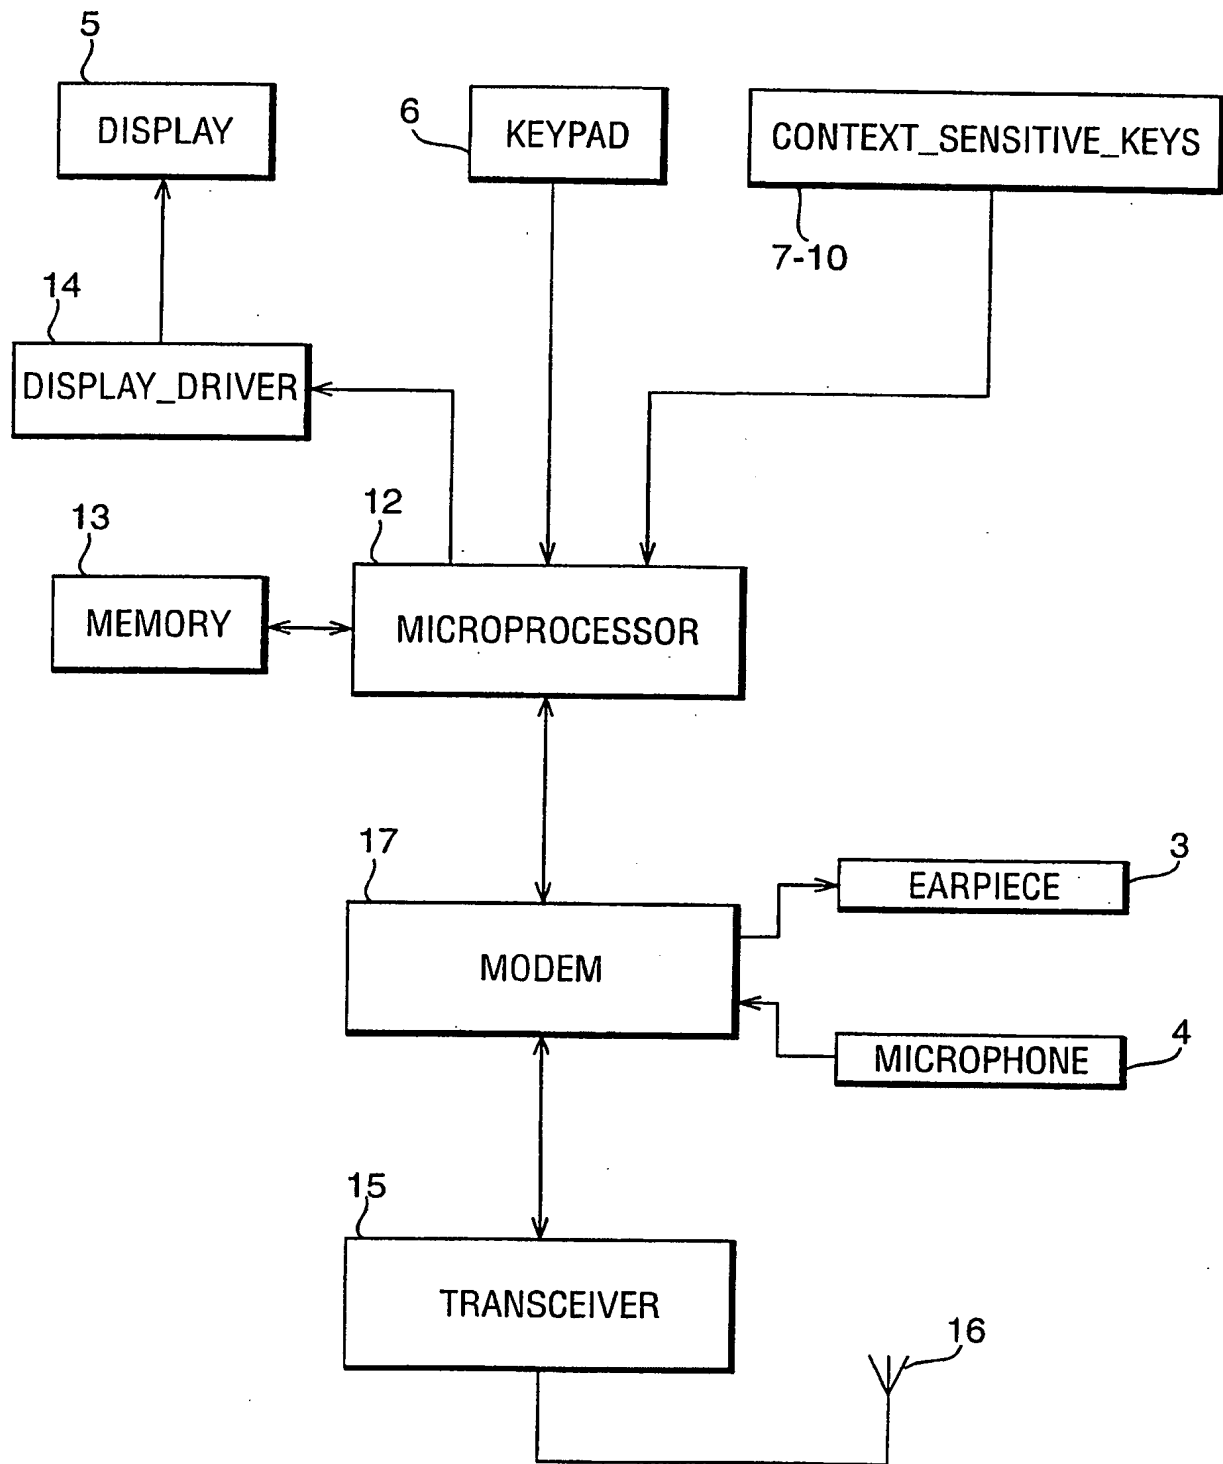 5
DISPLAY
6
KEYPAD
CONTEXT_SENSITIVE_KEYS
7-10
14
DISPLAY_DRIVER
13
MEMORY
12
MICROPROCESSOR
17
MODEM
3
EARPIECE
4
MICROPHONE
15
TRANSCEIVER
16